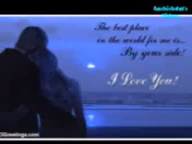 The best place
in the world for me is...
By your side!
I Love You!